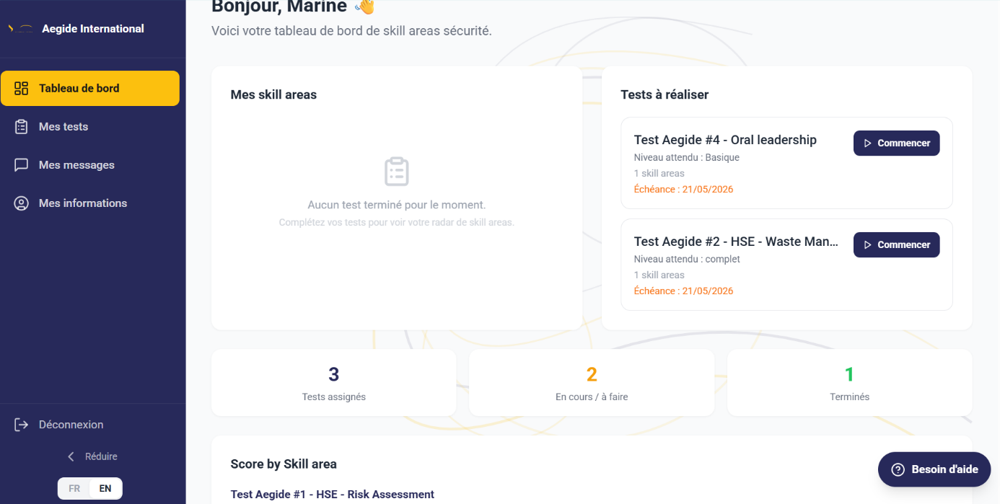 Aegide International
Tableau de bord
Mes tests
Mes messages
Mes informations
Déconnexion
Réduire
FR EN
Bonjour, Marine 👋
Voici votre tableau de bord de skill areas sécurité.
Mes skill areas
Aucun test terminé pour le moment.
Complétez vos tests pour voir votre radar de skill areas.
Tests à réaliser
Test Aegide #4 - Oral leadership
Commencer
Niveau attendu : Basique
1 skill areas
Échéance : 21/05/2026
Test Aegide #2 - HSE - Waste Man...
Commencer
Niveau attendu : complet
1 skill areas
Échéance : 21/05/2026
3
Tests assignés
2
En cours / à faire
1
Terminés
Score by Skill area
Test Aegide #1 - HSE - Risk Assessment
Besoin d'aide